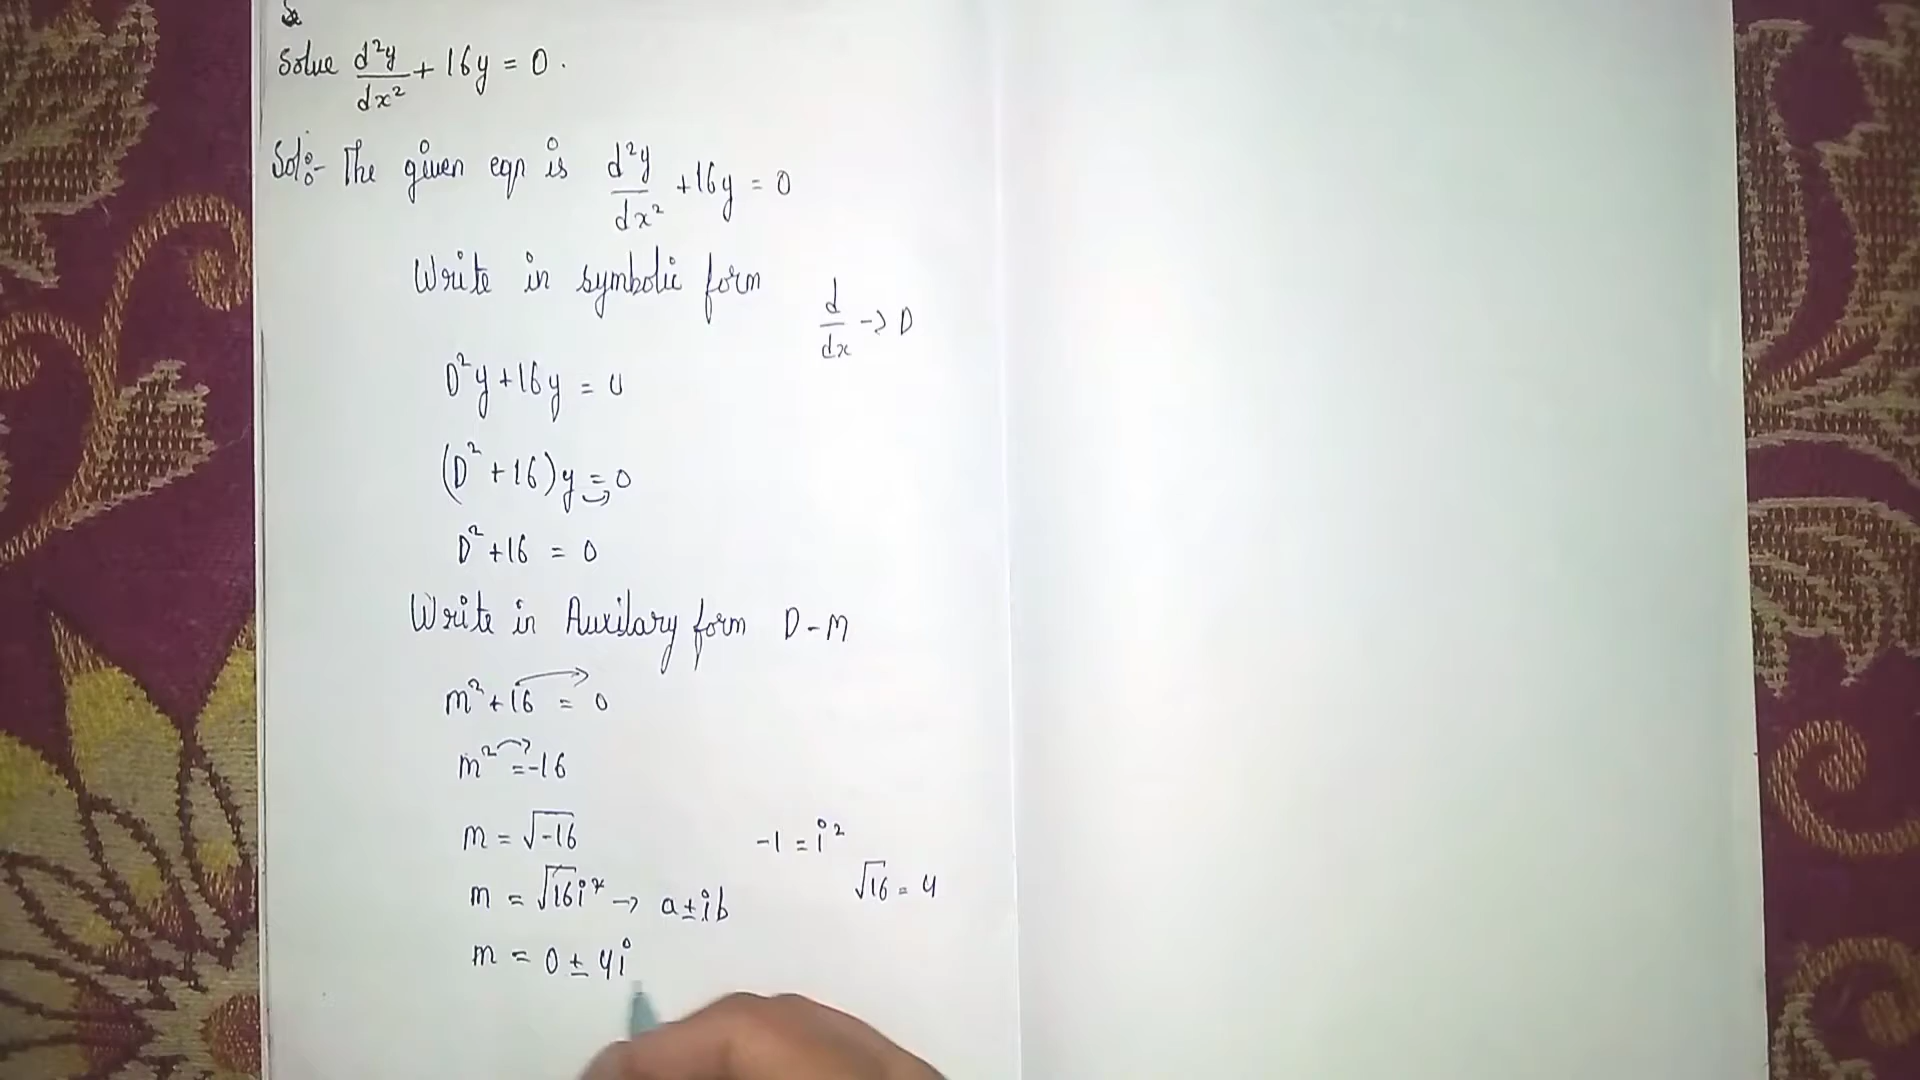 Solve d²y/dx² + 16y = 0.
Sol:- The given eqn is d²y/dx² + 16y = 0
Write in symbolic form
d/dx → D
D²y + 16y = 0
(D² + 16)y = 0
D² + 16 = 0
Write in Auxilary form D - M
m² + 16 = 0
m² = -16
m = √-16
-1 = i²
m = √16i² → a ± ib
√16 = 4
m = 0 ± 4i